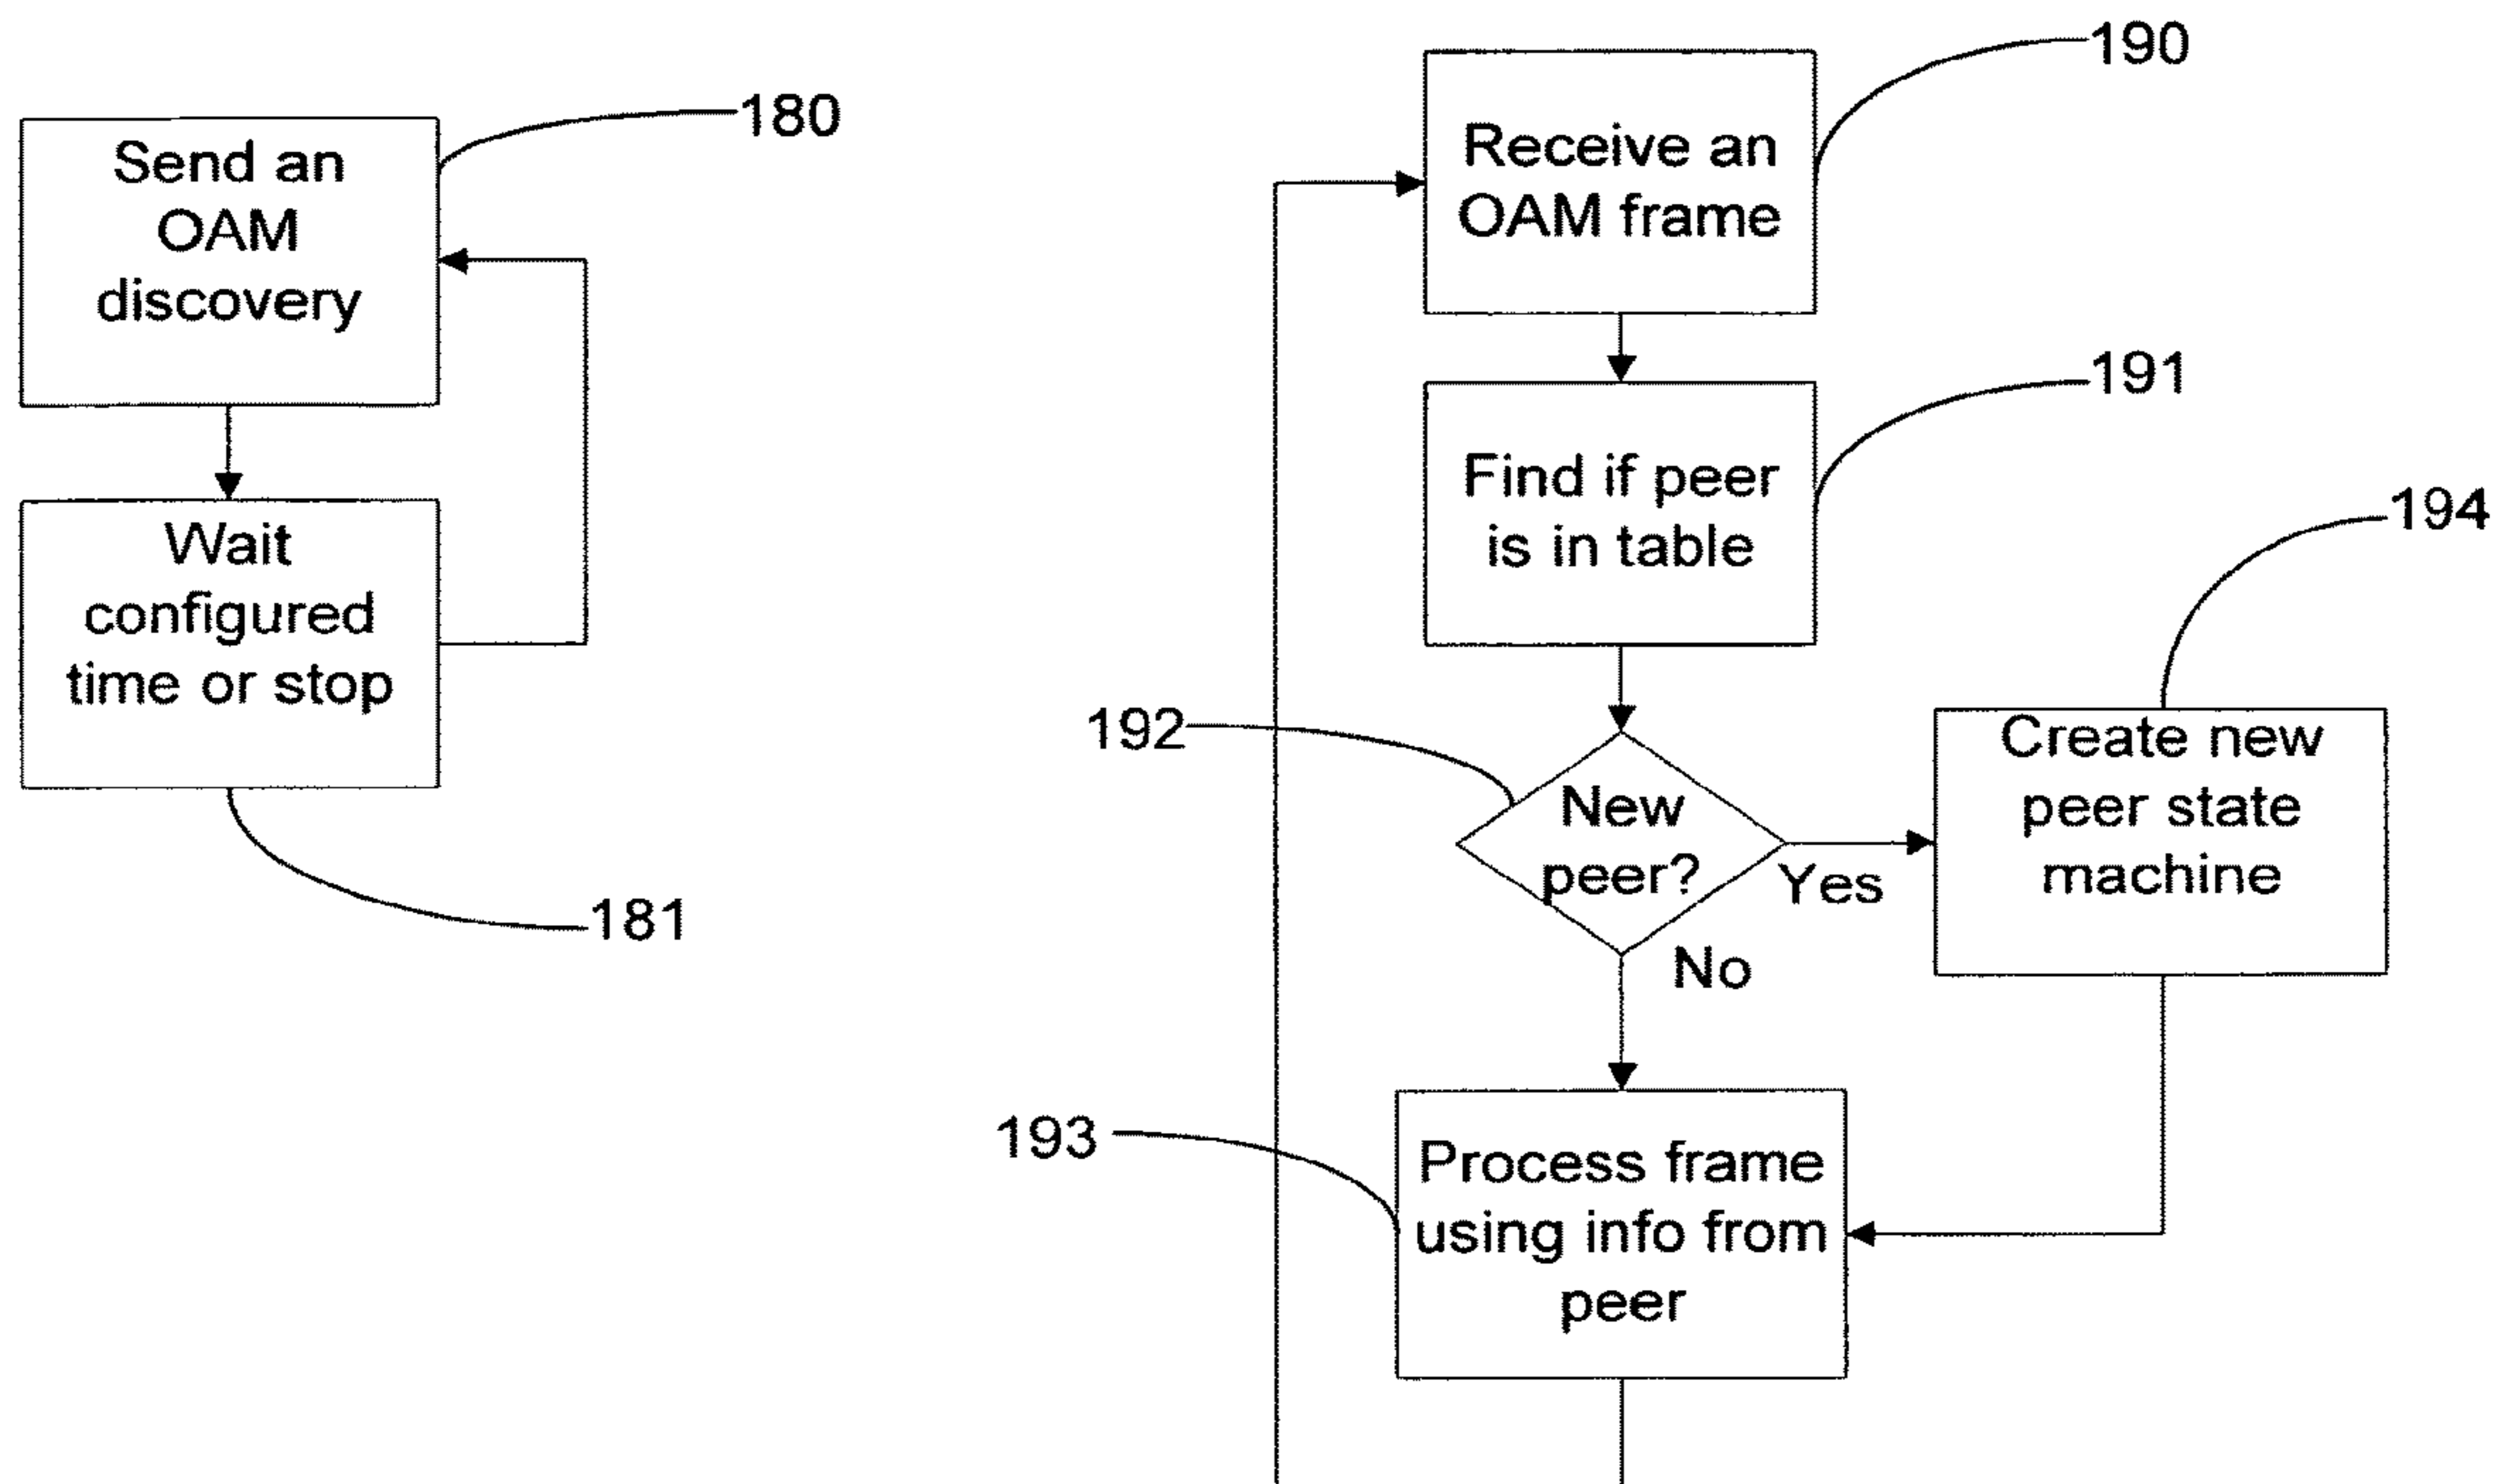 180
Send an
OAM
discovery
Wait
configured
time or stop
181
190
Receive an
OAM frame
191
Find if peer
is in table
192
New
peer?
Yes
No
194
Create new
peer state
machine
193
Process frame
using info from
peer